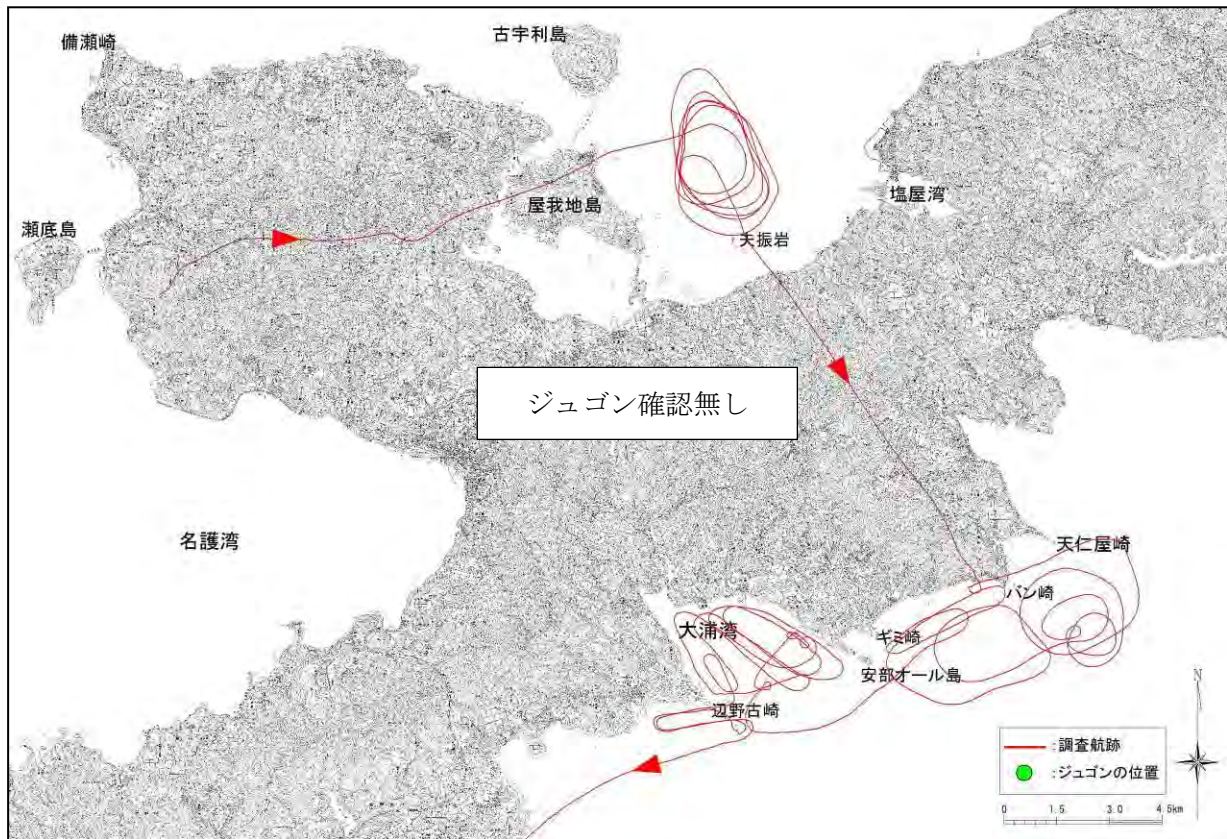 備瀬崎
古宇利島
瀬底島
屋我地島
塩屋湾
夫振岩
ジュゴン確認無し
名護湾
天仁屋崎
バン崎
大浦湾
ギミ崎
安部オール島
辺野古崎
N
:調査航跡
:ジュゴンの位置
0 1.5 3.0 4.5km